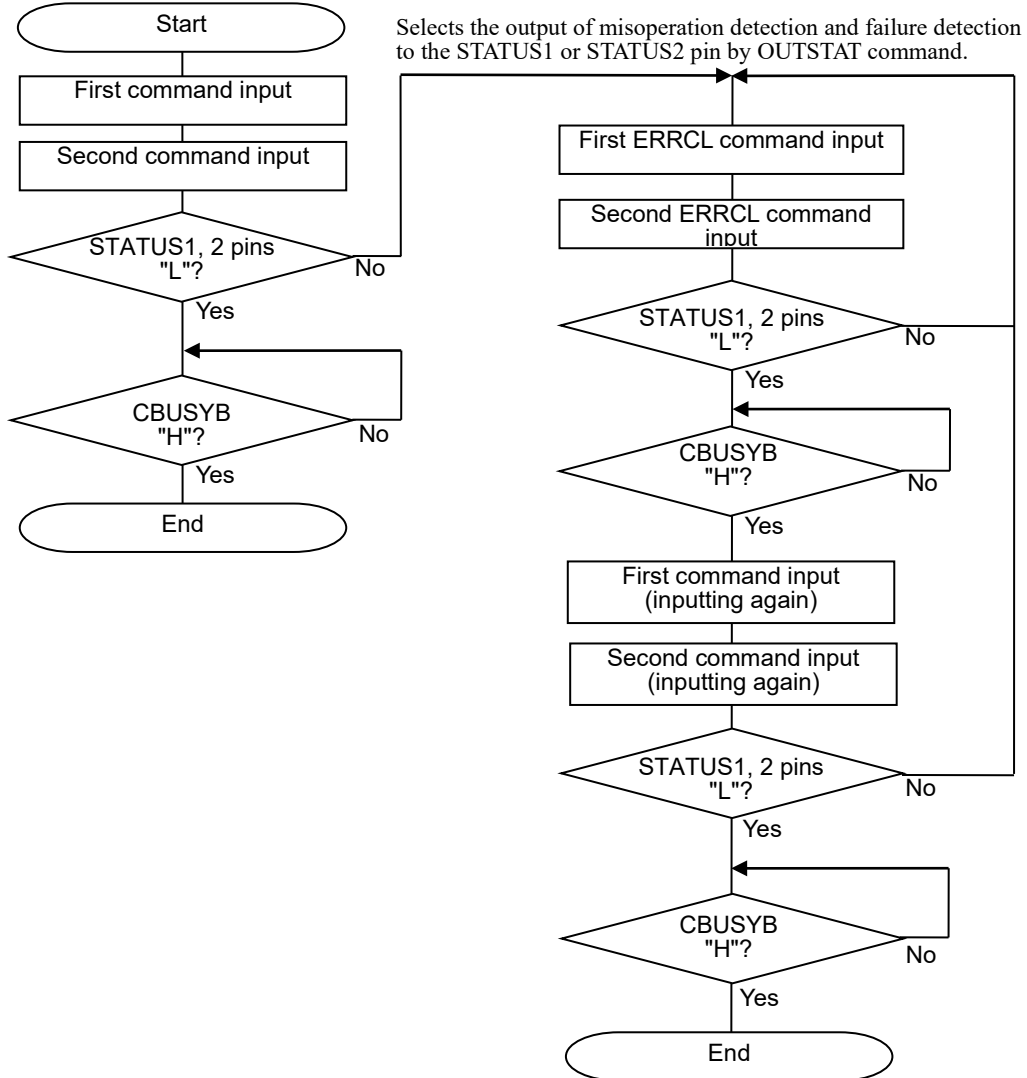 Start
First command input
Second command input
STATUS1, 2 pins
"L"?
No
Yes
CBUSYB
"H"?
No
Yes
End
Selects the output of misoperation detection and failure detection
to the STATUS1 or STATUS2 pin by OUTSTAT command.
First ERRCL command input
Second ERRCL command
input
STATUS1, 2 pins
"L"?
No
Yes
CBUSYB
"H"?
No
Yes
First command input
(inputting again)
Second command input
(inputting again)
STATUS1, 2 pins
"L"?
No
Yes
CBUSYB
"H"?
No
Yes
End